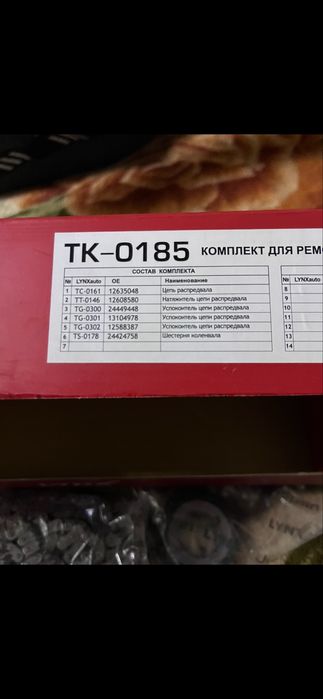 TK-0185 КОМПЛЕКТ ДЛЯ
СОСТАВ КОМПЛЕКТА
№ LYNXauto OE Наименование № LYNXauto
1 TC-0161 12635048 Цепь распредвала 8
2 TT-0146 12608580 Натяжитель цепи распредвала 9
3 TG-0300 24449448 Успокоитель цепи распредвала 10
4 TG-0301 13104978 Успокоитель цепи распредвала 11
5 TG-0302 12588387 Успокоитель цепи распредвала 12
6 TS-0178 24424758 Шестерня коленвала 13
7 14